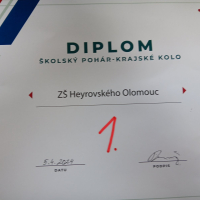 DIPLOM
ŠKOLSKÝ POHÁR-KRAJSKÉ KOLO
ZŠ Heyrovského Olomouc
1.
DATUM
PODPIS